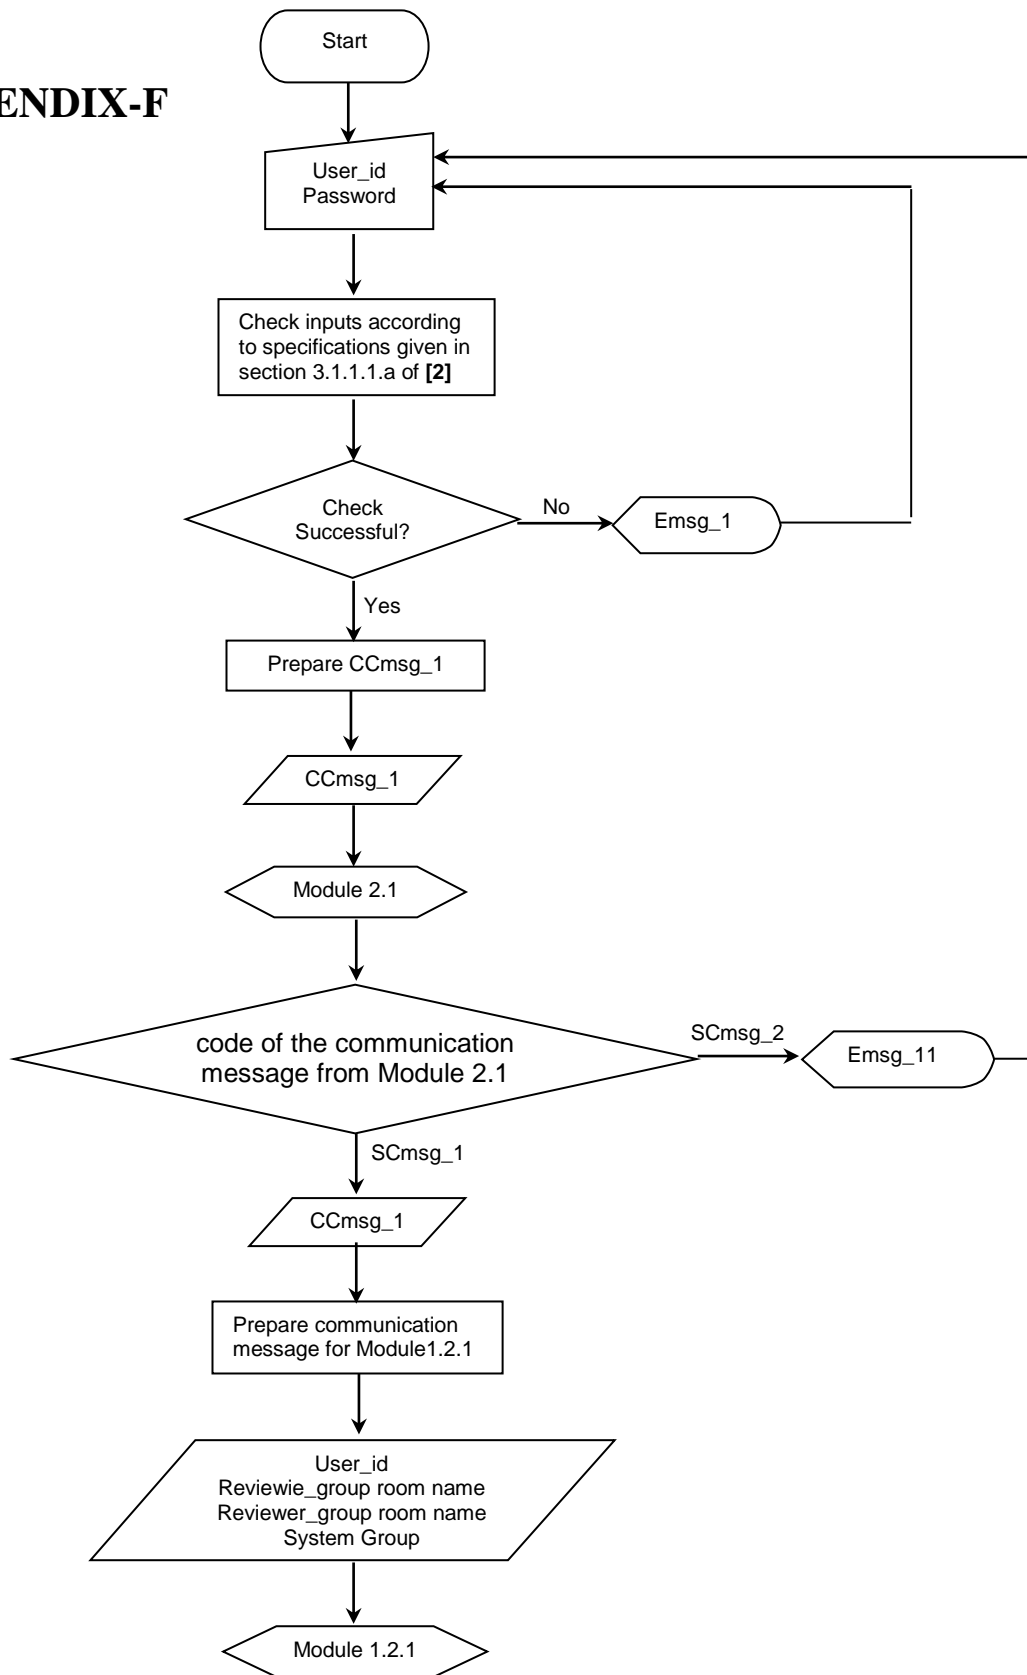 Start
ENDIX-F
User_id
Password
Check inputs according
to specifications given in
section 3.1.1.1.a of [2]
Check
Successful?
No
Emsg_1
Yes
Prepare CCmsg_1
CCmsg_1
Module 2.1
code of the communication
message from Module 2.1
SCmsg_2
Emsg_11
SCmsg_1
CCmsg_1
Prepare communication
message for Module1.2.1
User_id
Reviewie_group room name
Reviewer_group room name
System Group
Module 1.2.1